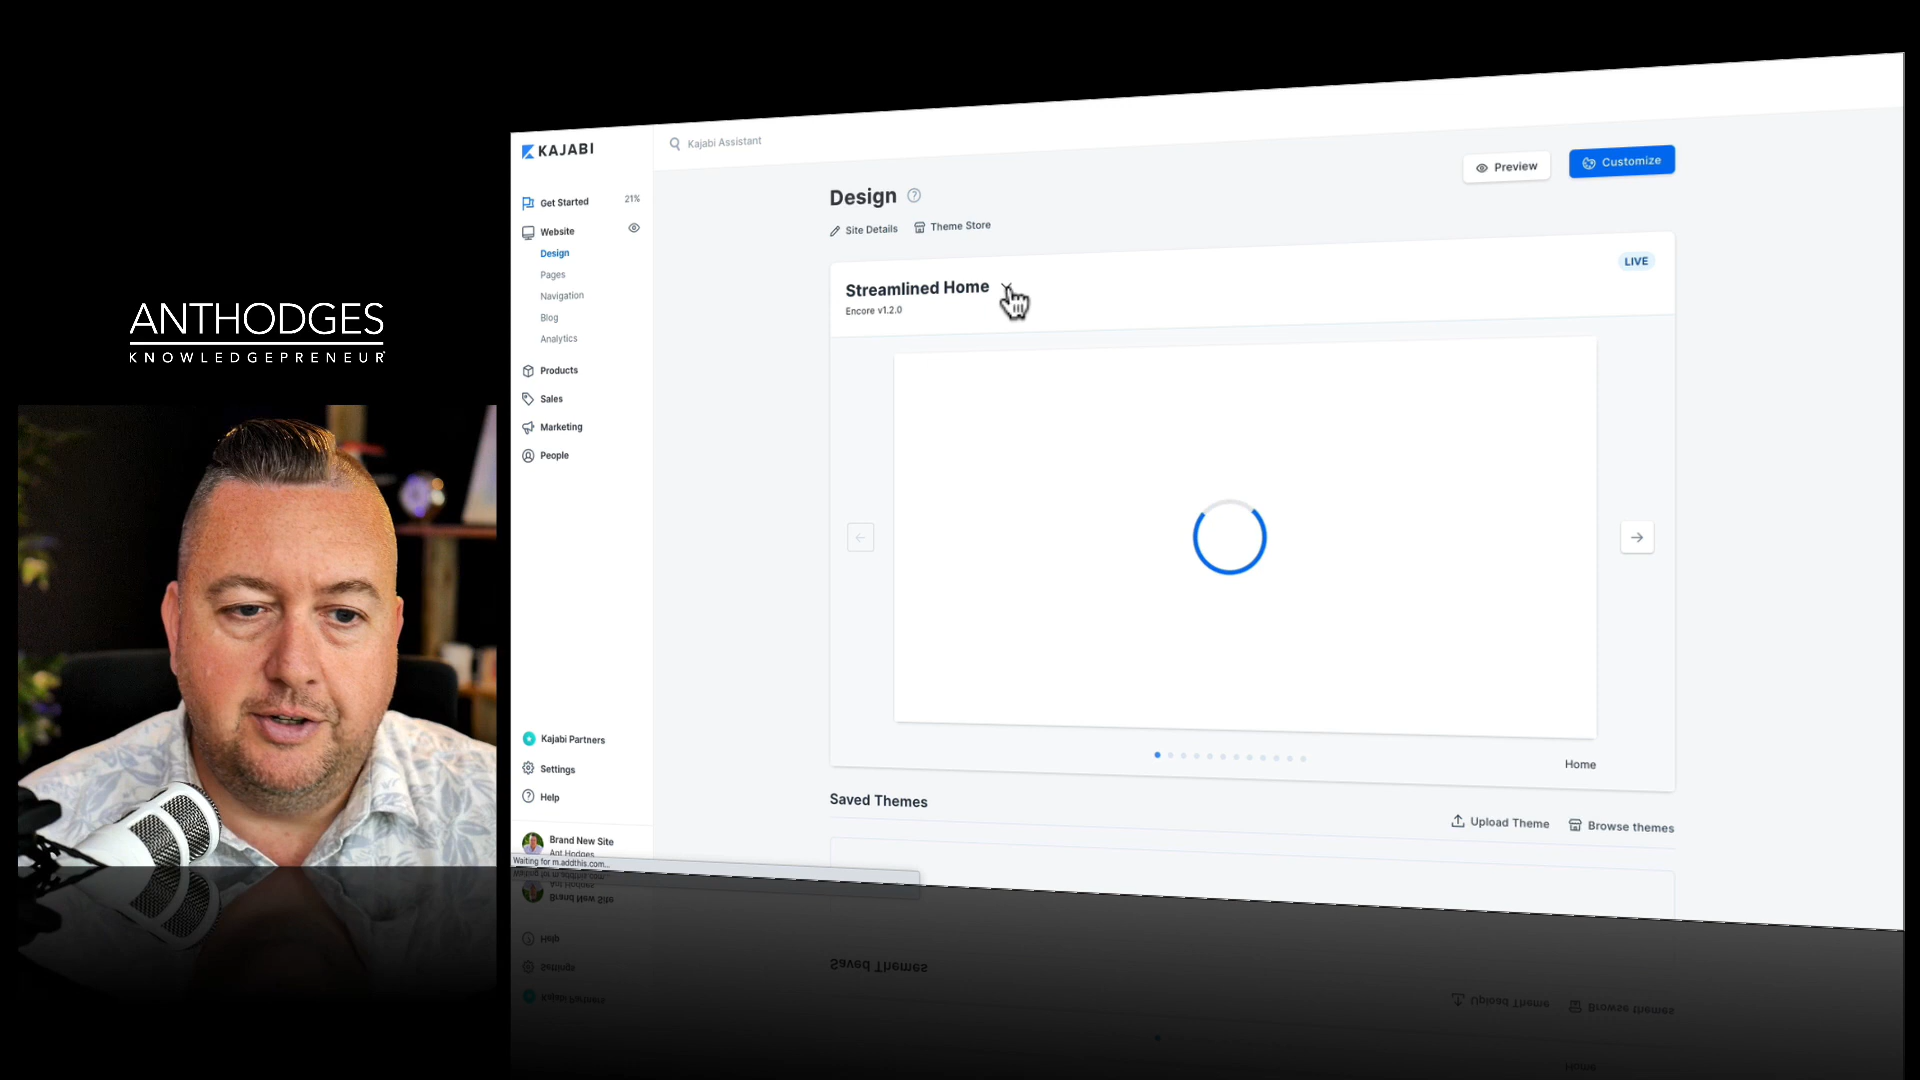 ANTHODGES
KNOWLEDGEPRENEUR
KAJABI
Kajabi Assistant
Get Started 21%
Website
Design
Pages
Navigation
Blog
Analytics
Products
Sales
Marketing
People
Kajabi Partners
Settings
Help
Brand New Site
Ant Hodges
Waiting for m.addthis.com...
Design
Preview
Customize
Site Details
Theme Store
Streamlined Home
LIVE
Encore v1.2.0
Home
Saved Themes
Upload Theme
Browse themes